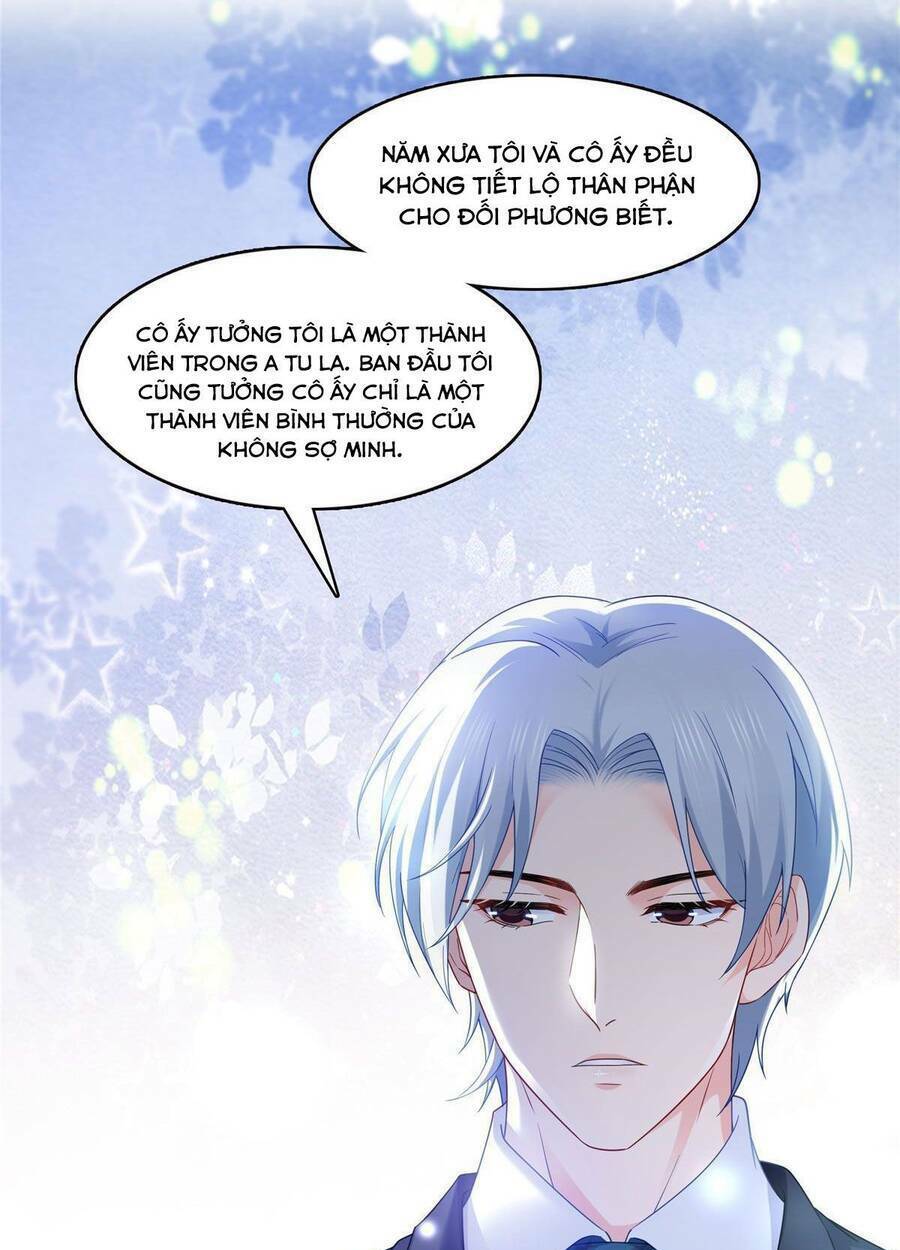 NĂM XƯA TÔI VÀ CÔ ẤY ĐỀU
KHÔNG TIẾT LỘ THÂN PHẬN
CHO ĐỐI PHƯƠNG BIẾT.
CÔ ẤY TƯỞNG TÔI LÀ MỘT THÀNH
VIÊN TRONG A TU LA. BAN ĐẦU TÔI
CŨNG TƯỞNG CÔ ẤY CHỈ LÀ MỘT
THÀNH VIÊN BÌNH THƯỜNG CỦA
KHÔNG SỢ MINH.